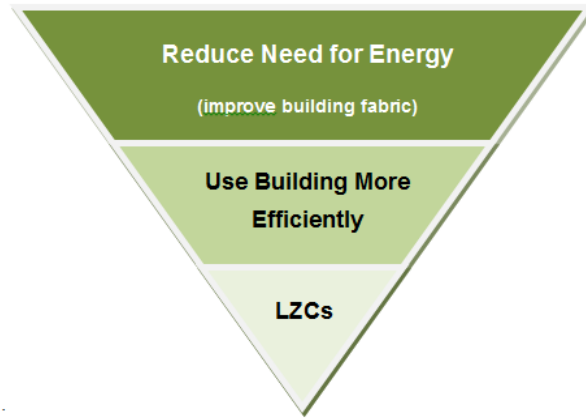 Reduce Need for Energy
(improve building fabric)
Use Building More
Efficiently
LZCs